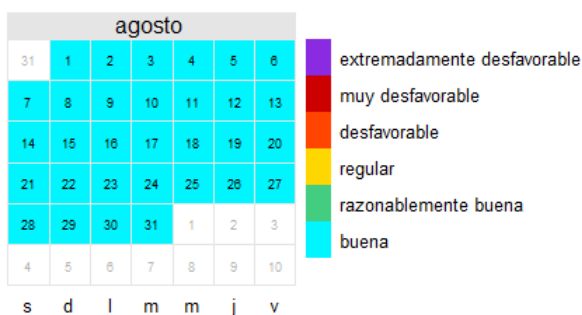 agosto
31 1 2 3 4 5 6
7 8 9 10 11 12 13
14 15 16 17 18 19 20
21 22 23 24 25 26 27
28 29 30 31 1 2 3
4 5 6 7 8 9 10
s d l m m j v
extremadamente desfavorable
muy desfavorable
desfavorable
regular
razonablemente buena
buena